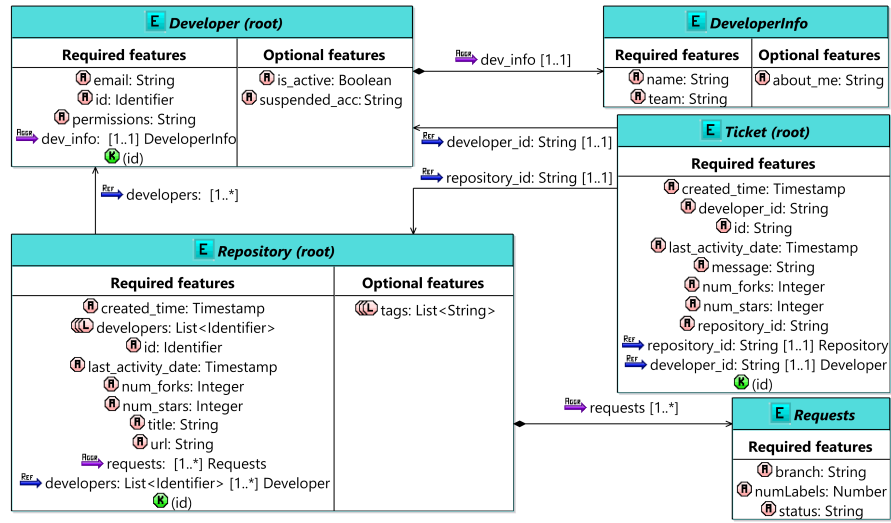 E Developer (root)
Required features
Optional features
A email: String
A id: Identifier
A permissions: String
Aggr dev_info: [1..1] DeveloperInfo
K (id)
A is_active: Boolean
A suspended_acc: String
Aggr dev_info [1..1]
E DeveloperInfo
Required features
Optional features
A name: String
A team: String
A about_me: String
Ref developer_id: String [1..1]
Ref repository_id: String [1..1]
Ref developers: [1..*]
E Ticket (root)
Required features
A created_time: Timestamp
A developer_id: String
A id: String
A last_activity_date: Timestamp
A message: String
A num_forks: Integer
A num_stars: Integer
A repository_id: String
Ref repository_id: String [1..1] Repository
Ref developer_id: String [1..1] Developer
K (id)
E Repository (root)
Required features
Optional features
A created_time: Timestamp
L developers: List<Identifier>
A id: Identifier
A last_activity_date: Timestamp
A num_forks: Integer
A num_stars: Integer
A title: String
A url: String
Aggr requests: [1..*] Requests
Ref developers: List<Identifier> [1..*] Developer
K (id)
L tags: List<String>
Aggr requests [1..*]
E Requests
Required features
A branch: String
A numLabels: Number
A status: String